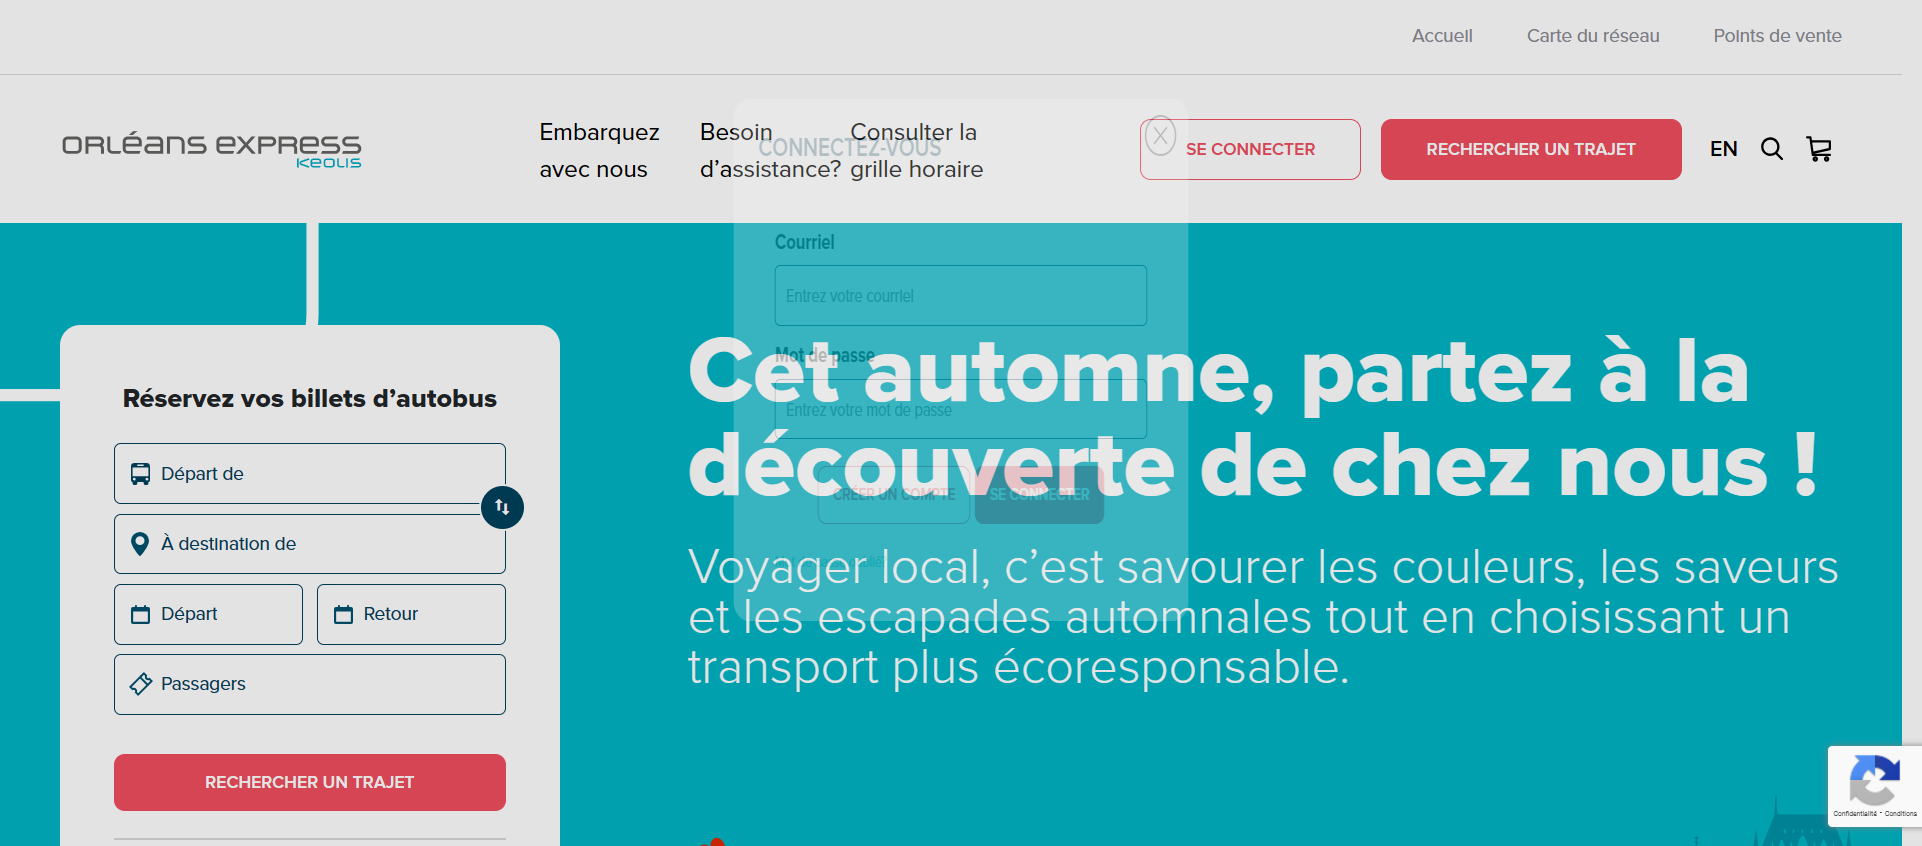 Accueil Carte du réseau Points de vente
ORLÉANS EXPRESS
KEOLIS
Embarquez
avec nous
Besoin
d'assistance?
Consulter la
grille horaire
SE CONNECTER
RECHERCHER UN TRAJET
EN
CONNECTEZ-VOUS
X
Courriel
Entrez votre courriel
Mot de passe
Entrez votre mot de passe
CRÉER UN COMPTE
SE CONNECTER
Réservez vos billets d'autobus
Départ de
À destination de
Départ
Retour
Passagers
RECHERCHER UN TRAJET
Cet automne, partez à la
découverte de chez nous !
Voyager local, c'est savourer les couleurs, les saveurs
et les escapades automnales tout en choisissant un
transport plus écoresponsable.
Confidentialité - Conditions